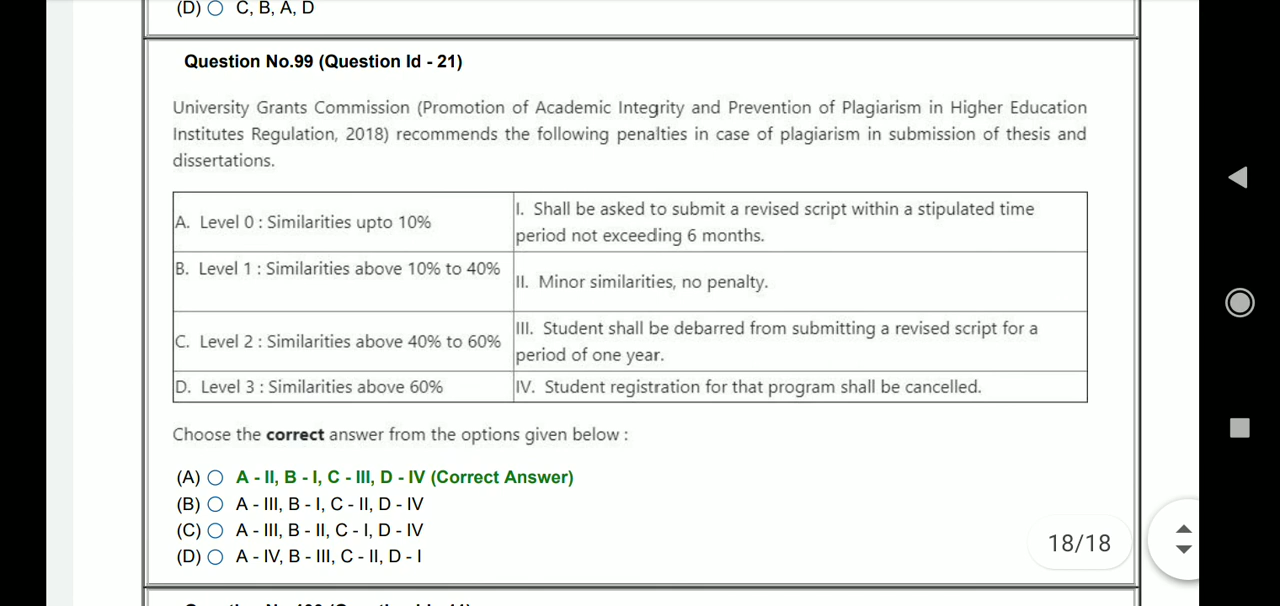 (D) C, B, A, D
Question No.99 (Question Id - 21)
University Grants Commission (Promotion of Academic Integrity and Prevention of Plagiarism in Higher Education
Institutes Regulation, 2018) recommends the following penalties in case of plagiarism in submission of thesis and
dissertations.
A. Level 0 : Similarities upto 10%
I. Shall be asked to submit a revised script within a stipulated time
period not exceeding 6 months.
B. Level 1 : Similarities above 10% to 40%
II. Minor similarities, no penalty.
C. Level 2 : Similarities above 40% to 60%
III. Student shall be debarred from submitting a revised script for a
period of one year.
D. Level 3 : Similarities above 60%
IV. Student registration for that program shall be cancelled.
Choose the correct answer from the options given below :
(A) A - II, B - I, C - III, D - IV (Correct Answer)
(B) A - III, B - I, C - II, D - IV
(C) A - III, B - II, C - I, D - IV
(D) A - IV, B - III, C - II, D - I
18/18